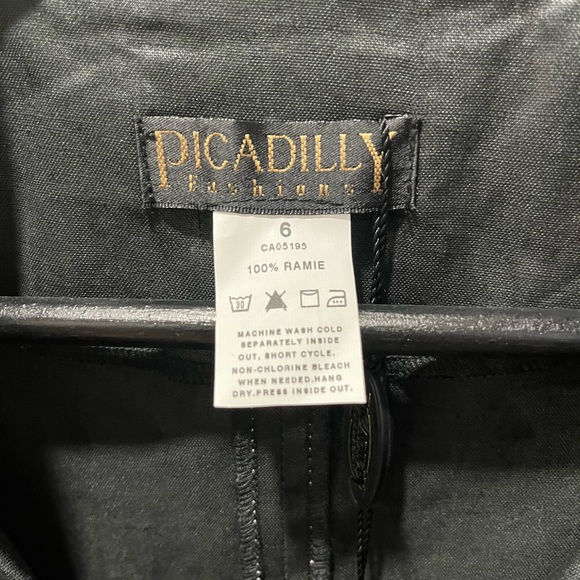 PICADILLY
Fashions
6
CA05195
100% RAMIE
30
MACHINE WASH COLD
SEPARATELY INSIDE
OUT, SHORT CYCLE.
NON-CHLORINE BLEACH
WHEN NEEDED.HANG
DRY.PRESS INSIDE OUT.